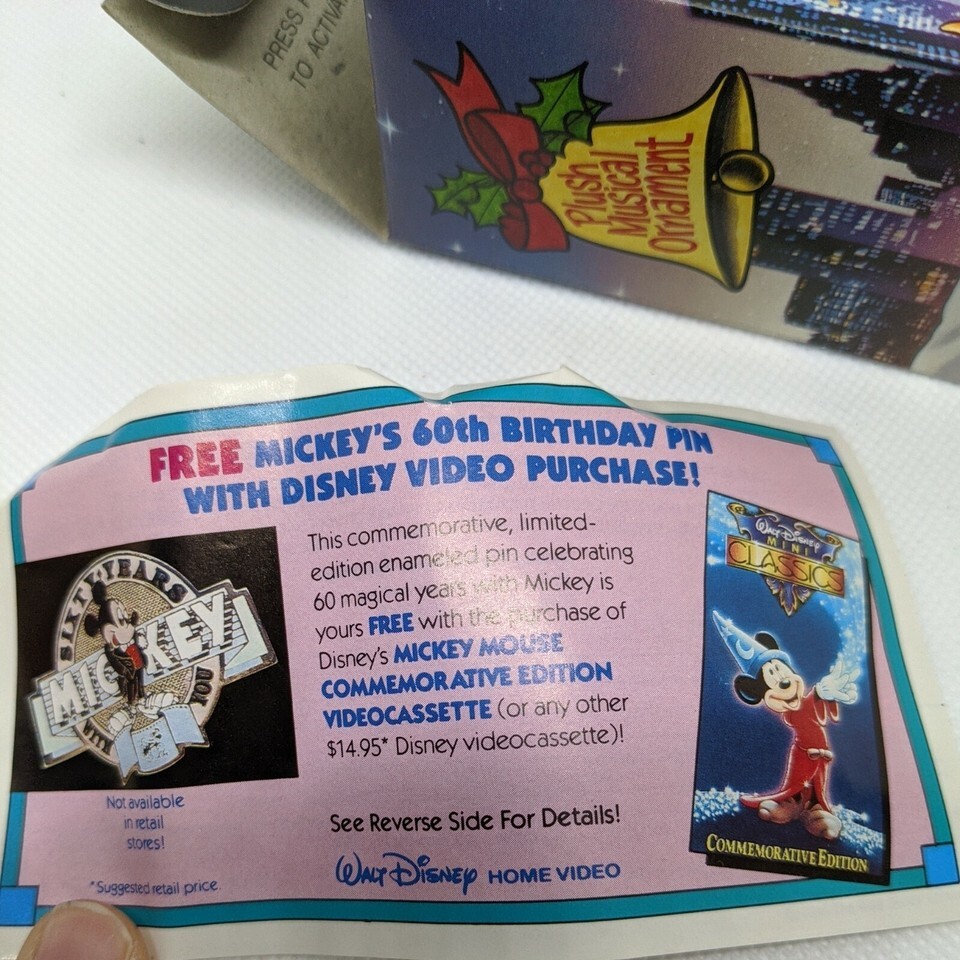 PRESS
TO ACTIVA
Plush
Musical
Ornament
FREE MICKEY'S 60th BIRTHDAY PIN
WITH DISNEY VIDEO PURCHASE!
SIXTY YEARS
MICKEY
WITH YOU
Not available
in retail
stores!
*Suggested retail price.
This commemorative, limited-
edition enameled pin celebrating
60 magical years with Mickey is
yours FREE with the purchase of
Disney's MICKEY MOUSE
COMMEMORATIVE EDITION
VIDEOCASSETTE (or any other
$14.95* Disney videocassette)!
See Reverse Side For Details!
Walt Disney HOME VIDEO
Walt Disney
MINI
CLASSICS
COMMEMORATIVE EDITION